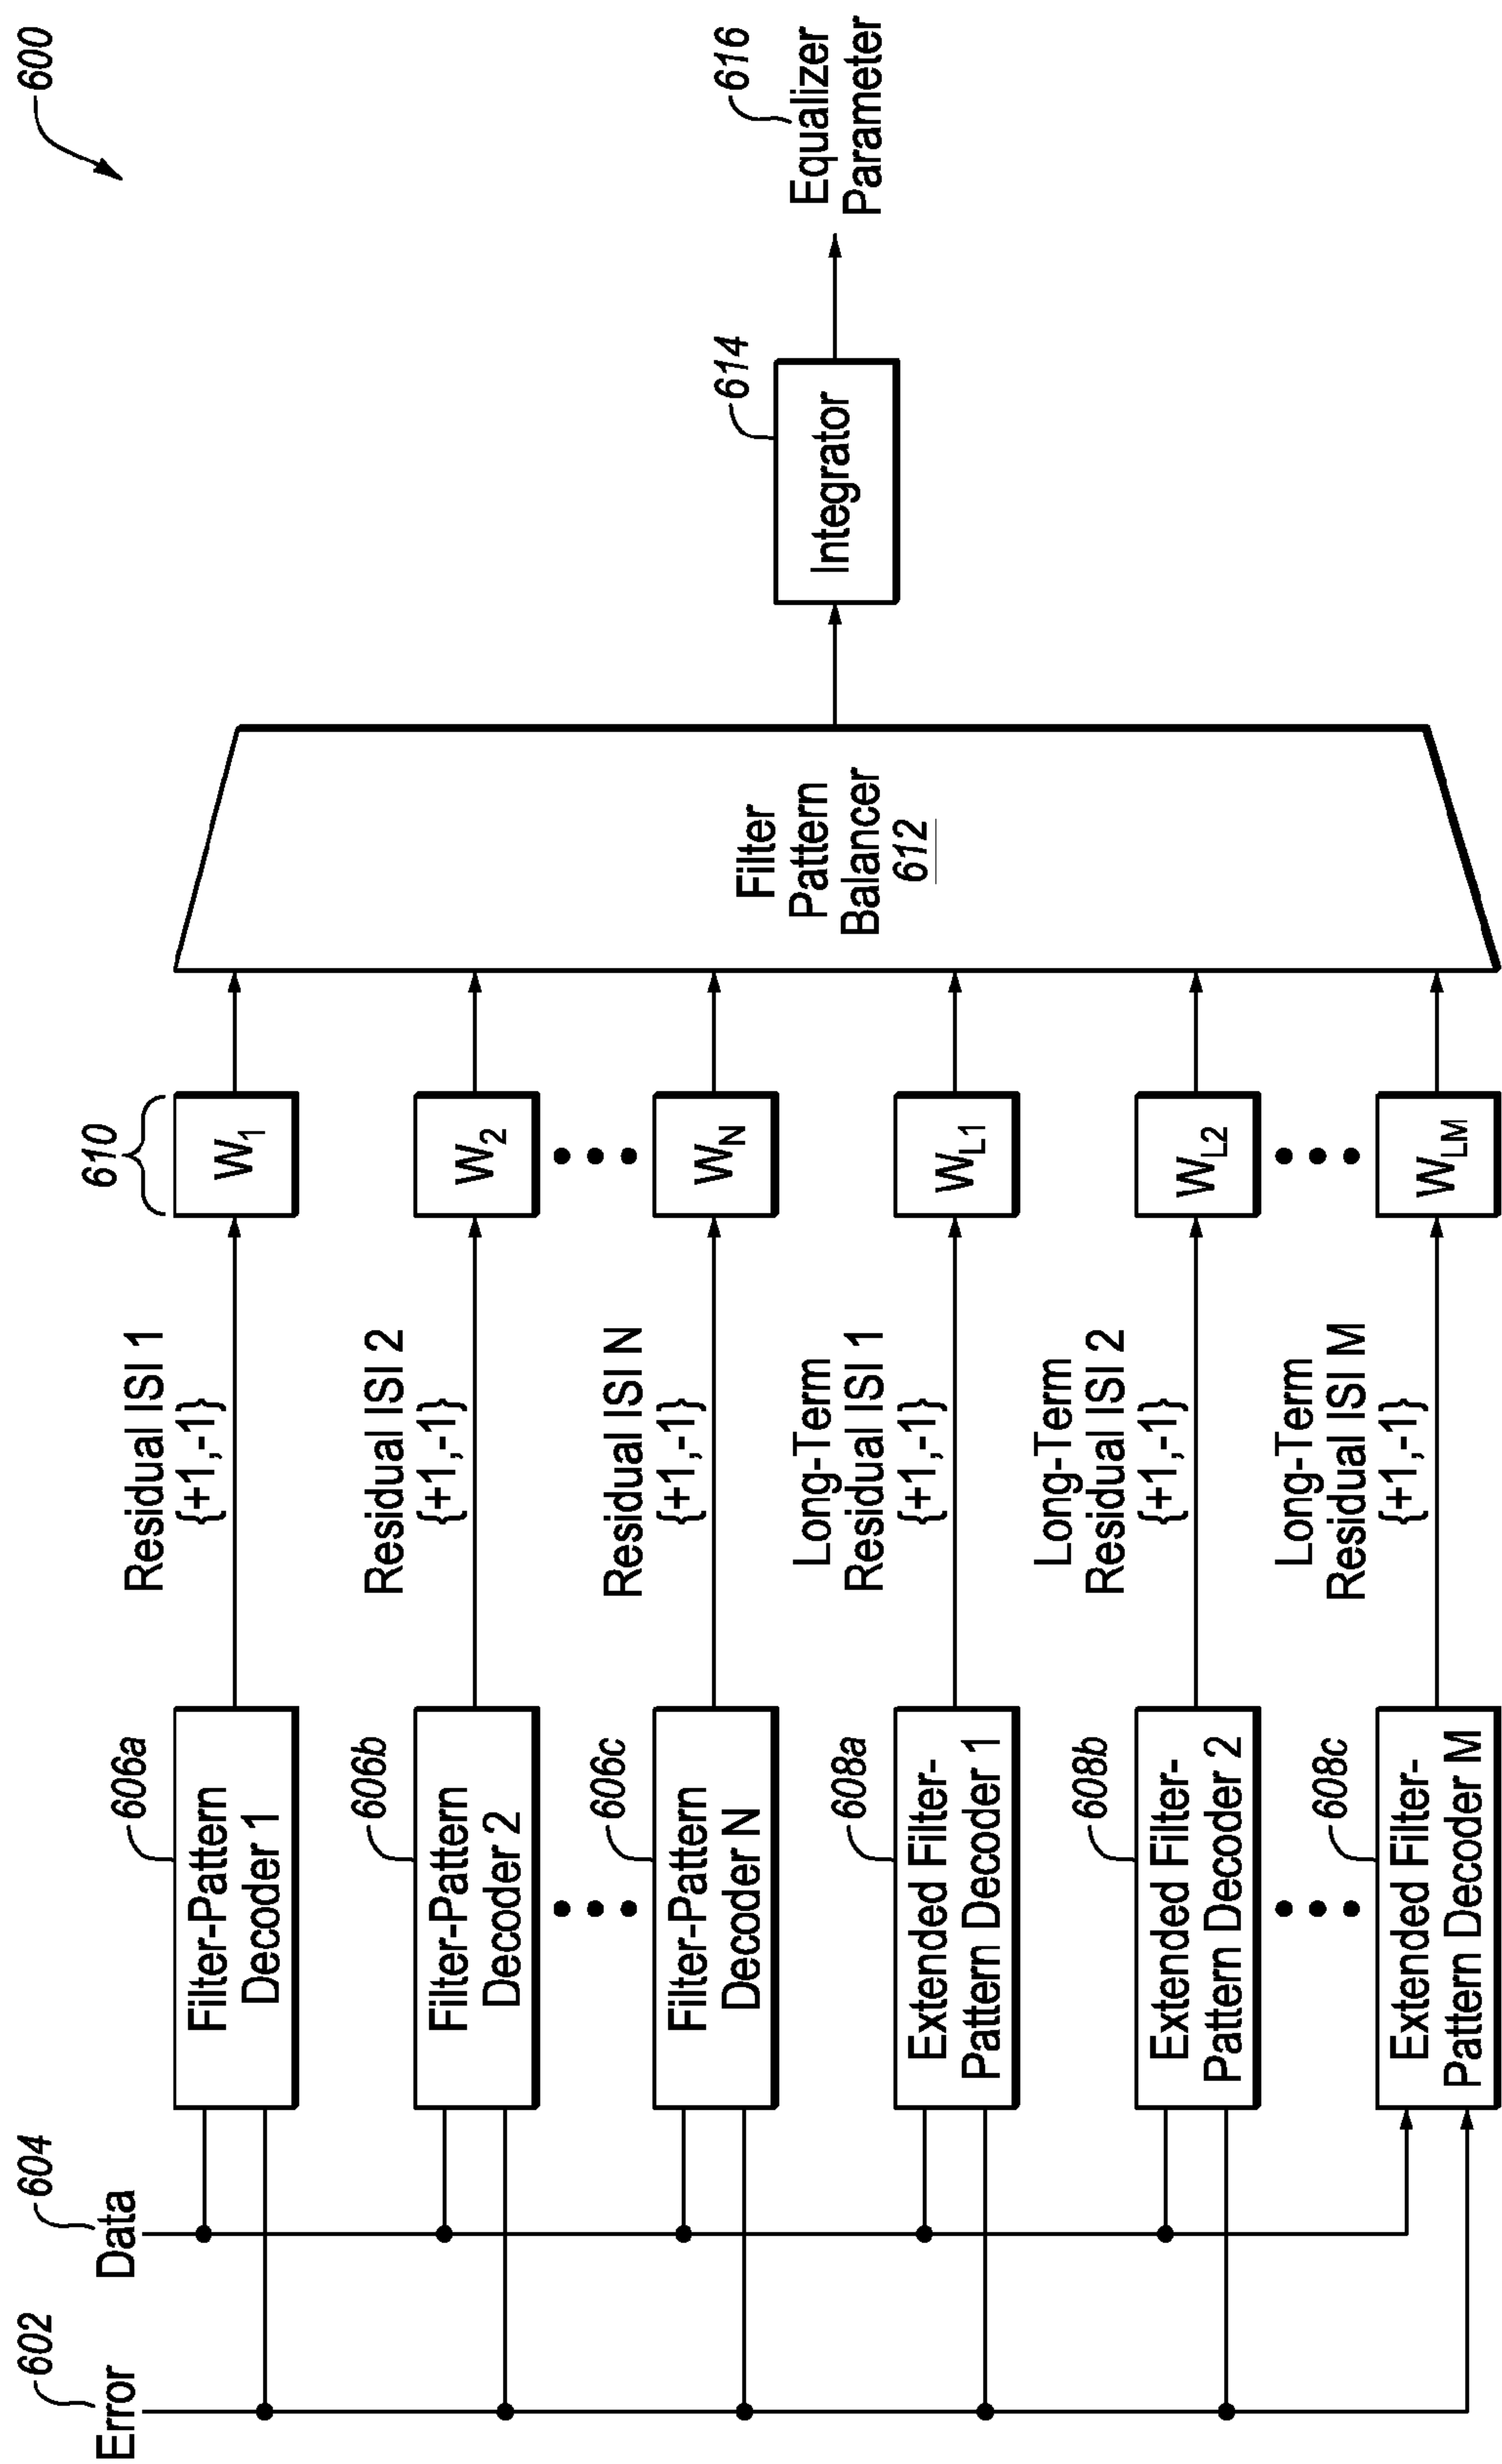 600
602
Error
604
Data
606a
Filter-Pattern
Decoder 1
Residual ISI 1
{+1,-1}
610
W1
606b
Filter-Pattern
Decoder 2
Residual ISI 2
{+1,-1}
W2
606c
Filter-Pattern
Decoder N
Residual ISI N
{+1,-1}
WN
608a
Extended Filter-
Pattern Decoder 1
Long-Term
Residual ISI 1
{+1,-1}
WL1
608b
Extended Filter-
Pattern Decoder 2
Long-Term
Residual ISI 2
{+1,-1}
WL2
608c
Extended Filter-
Pattern Decoder M
Long-Term
Residual ISI M
{+1,-1}
WLM
Filter
Pattern
Balancer
612
614
Integrator
616
Equalizer
Parameter